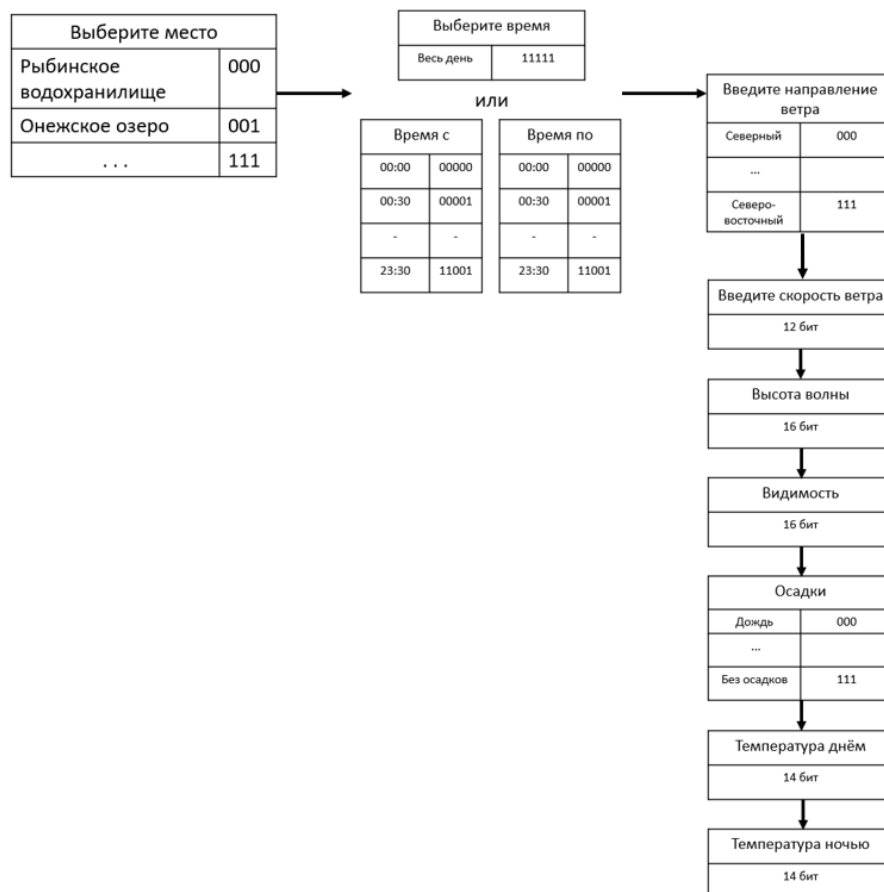 Выберите место
Рыбинское водохранилище 000
Онежское озеро 001
. . . 111
Выберите время
Весь день 11111
или
Время с
00:00 00000
00:30 00001
- -
23:30 11001
Время по
00:00 00000
00:30 00001
- -
23:30 11001
Введите направление
ветра
Северный 000
...
Северо-
восточный 111
Введите скорость ветра
12 бит
Высота волны
16 бит
Видимость
16 бит
Осадки
Дождь 000
...
Без осадков 111
Температура днём
14 бит
Температура ночью
14 бит